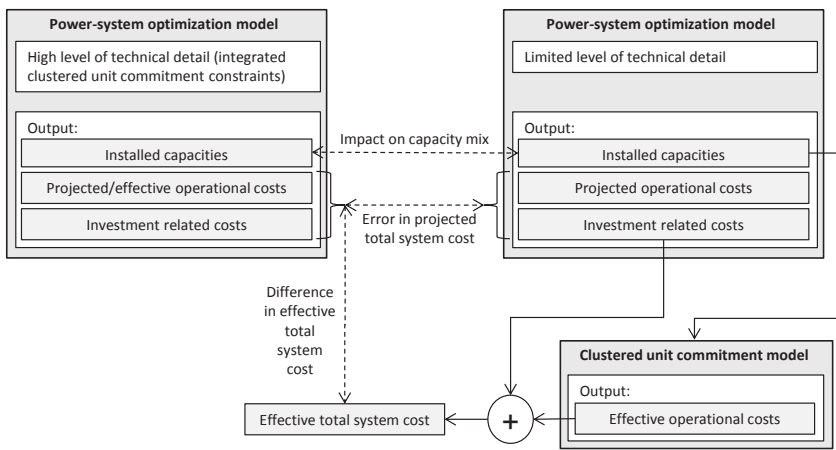 Power-system optimization model
High level of technical detail (integrated
clustered unit commitment constraints)
Output:
Installed capacities
Projected/effective operational costs
Investment related costs
Impact on capacity mix
Error in projected
total system cost
Power-system optimization model
Limited level of technical detail
Output:
Installed capacities
Projected operational costs
Investment related costs
Difference
in effective
total
system
cost
Clustered unit commitment model
Output:
Effective operational costs
+
Effective total system cost